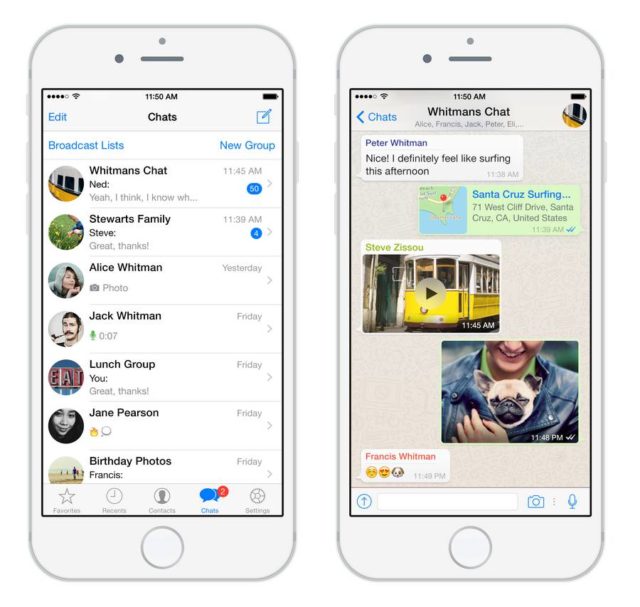 11:50 AM
Edit
Chats
Broadcast Lists
New Group
Whitmans Chat
11:45 AM
Ned:
Yeah, I think, I know wh...
50
Stewarts Family
11:39 AM
Steve:
4
Great, thanks!
Alice Whitman
Yesterday
Photo
Jack Whitman
Friday
0:07
EAT
Lunch Group
Friday
You:
Great, thanks!
Jane Pearson
Friday
Birthday Photos
Friday
Francis:
2
Favorites
Recents
Contacts
Chats
Settings
11:50 AM
Chats
Whitmans Chat
Alice, Francis, Jack, Peter, Eli,...
Peter Whitman
Nice! I definitely feel like surfing
this afternoon
11:38 AM
Santa Cruz Surfing...
71 West Cliff Drive, Santa
Cruz, CA, United States
11:39 AM
Steve Zissou
11:45 AM
11:48 PM
Francis Whitman
☺️😍🐶
11:49 PM